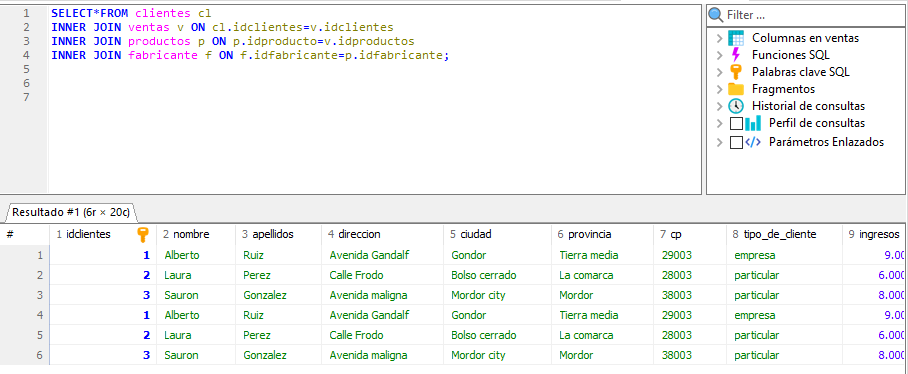 1 SELECT*FROM clientes cl
2 INNER JOIN ventas v ON cl.idclientes=v.idclientes
3 INNER JOIN productos p ON p.idproducto=v.idproductos
4 INNER JOIN fabricante f ON f.idfabricante=p.idfabricante;
5
6
7
Filter ...
Columnas en ventas
Funciones SQL
Palabras clave SQL
Fragmentos
Historial de consultas
Perfil de consultas
Parámetros Enlazados
Resultado #1 (6r × 20c)
# 1 idclientes 2 nombre 3 apellidos 4 direccion 5 ciudad 6 provincia 7 cp 8 tipo_de_cliente 9 ingresos
1 1 Alberto Ruiz Avenida Gandalf Gondor Tierra media 29003 empresa 9.00
2 2 Laura Perez Calle Frodo Bolso cerrado La comarca 28003 particular 6.000
3 3 Sauron Gonzalez Avenida maligna Mordor city Mordor 38003 particular 8.000
4 1 Alberto Ruiz Avenida Gandalf Gondor Tierra media 29003 empresa 9.00
5 2 Laura Perez Calle Frodo Bolso cerrado La comarca 28003 particular 6.000
6 3 Sauron Gonzalez Avenida maligna Mordor city Mordor 38003 particular 8.000